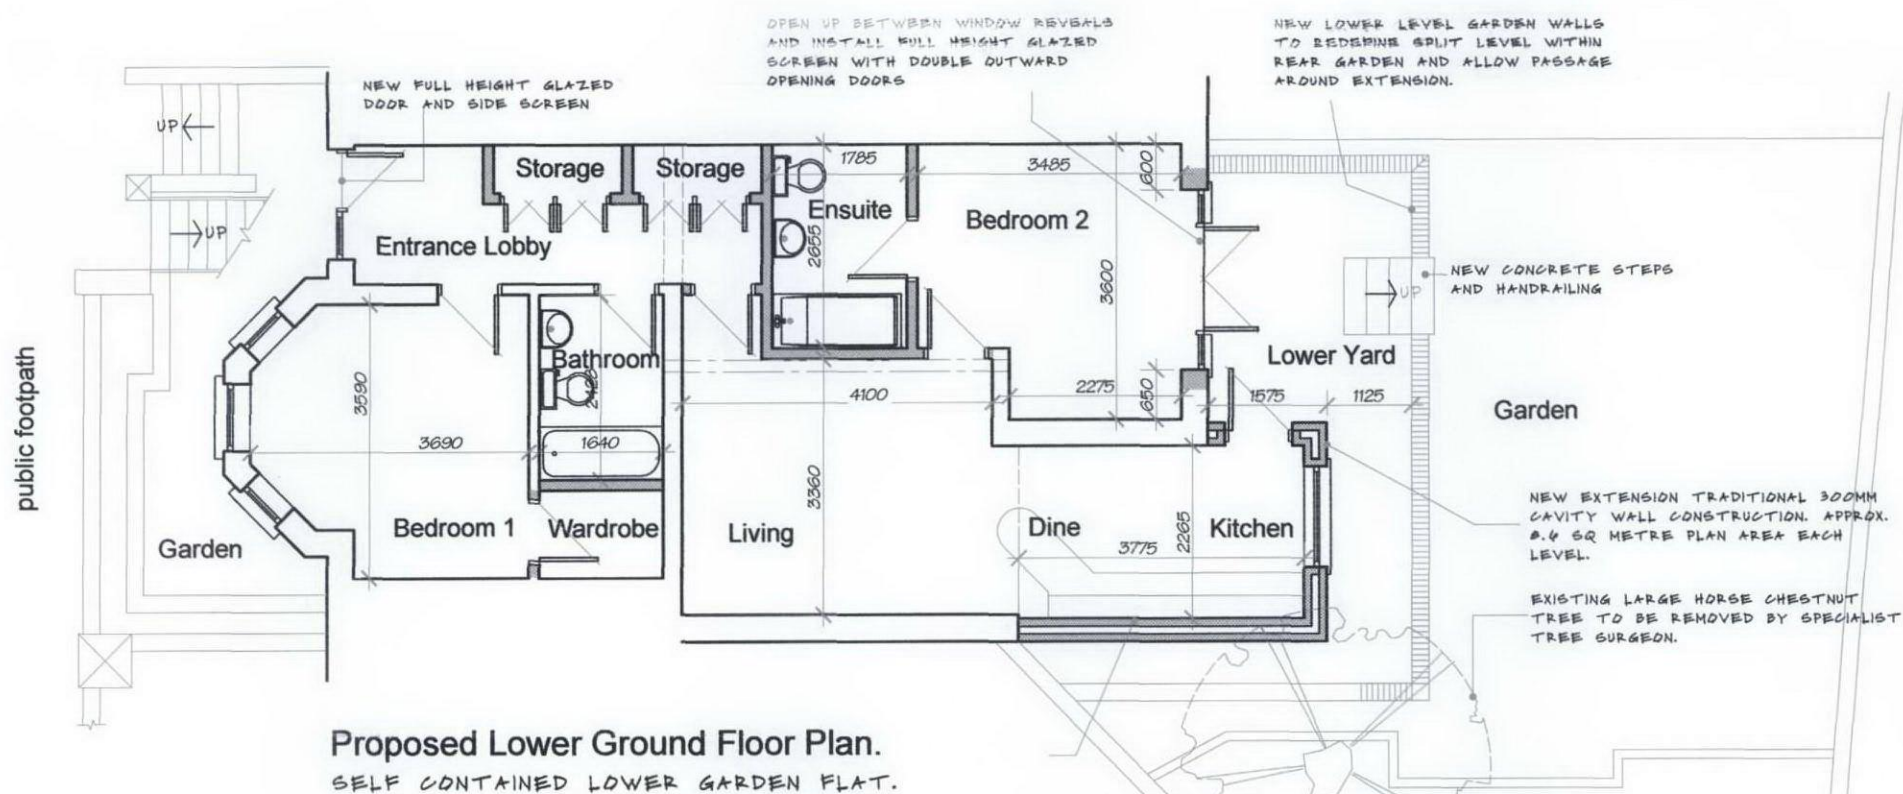 OPEN UP BETWEEN WINDOW REVEALS
AND INSTALL FULL HEIGHT GLAZED
SCREEN WITH DOUBLE OUTWARD
OPENING DOORS
NEW LOWER LEVEL GARDEN WALLS
TO REDEFINE SPLIT LEVEL WITHIN
REAR GARDEN AND ALLOW PASSAGE
AROUND EXTENSION.
NEW FULL HEIGHT GLAZED
DOOR AND SIDE SCREEN
UP
UP
Storage
Storage
1785
3485
600
Ensuite
2655
Bedroom 2
Entrance Lobby
3600
NEW CONCRETE STEPS
AND HANDRAILING
UP
Lower Yard
Bathroom
public footpath
3590
4100
2275
650
1575
1125
Garden
3690
1640
3360
NEW EXTENSION TRADITIONAL 300MM
CAVITY WALL CONSTRUCTION. APPROX.
SQ METRE PLAN AREA EACH
LEVEL.
Bedroom 1
Wardrobe
Living
Dine
Kitchen
2265
3775
Garden
EXISTING LARGE HORSE CHESTNUT
TREE TO BE REMOVED BY SPECIALIST
TREE SURGEON.
Proposed Lower Ground Floor Plan.
SELF CONTAINED LOWER GARDEN FLAT.